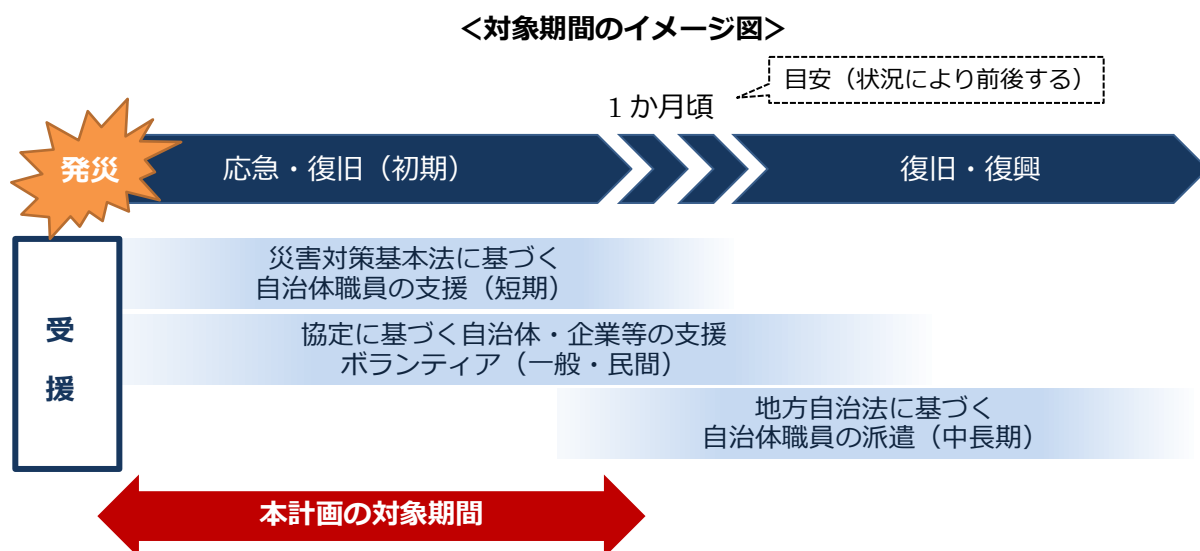 ＜対象期間のイメージ図＞
目安（状況により前後する）
1 か月頃
発災
応急・復旧（初期）
復旧・復興
受
援
災害対策基本法に基づく
自治体職員の支援（短期）
協定に基づく自治体・企業等の支援
ボランティア（一般・民間）
地方自治法に基づく
自治体職員の派遣（中長期）
本計画の対象期間